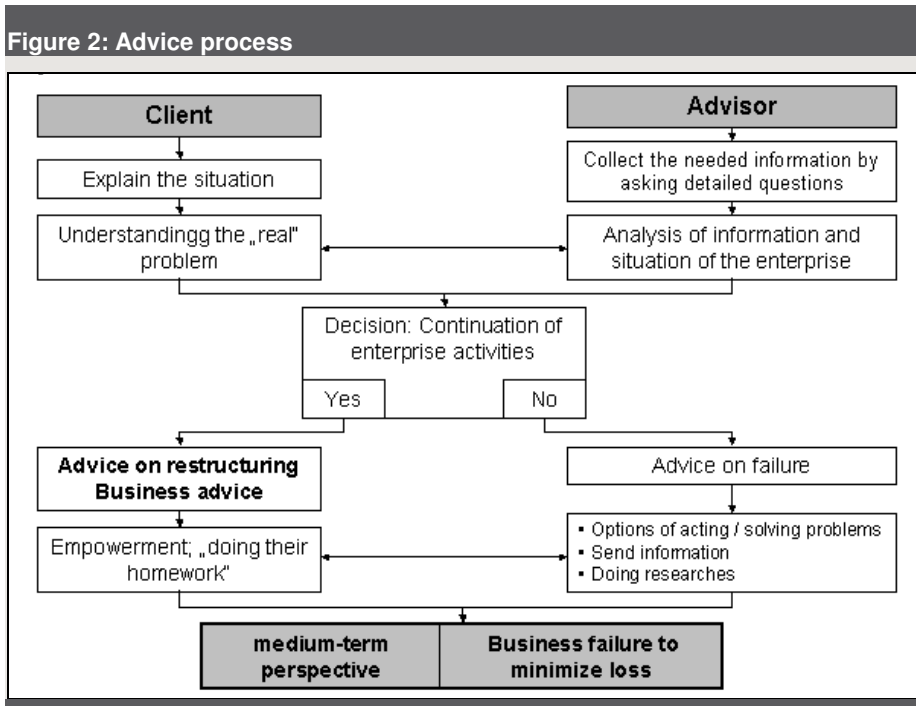 Figure 2: Advice process
Client
Advisor
Explain the situation
Collect the needed information by
asking detailed questions
Understandingg the „real"
problem
Analysis of information and
situation of the enterprise
Decision: Continuation of
enterprise activities
Yes
No
Advice on restructuring
Business advice
Advice on failure
Empowerment; „doing their
homework"
▪ Options of acting / solving problems
▪ Send information
▪ Doing researches
medium-term
perspective
Business failure to
minimize loss